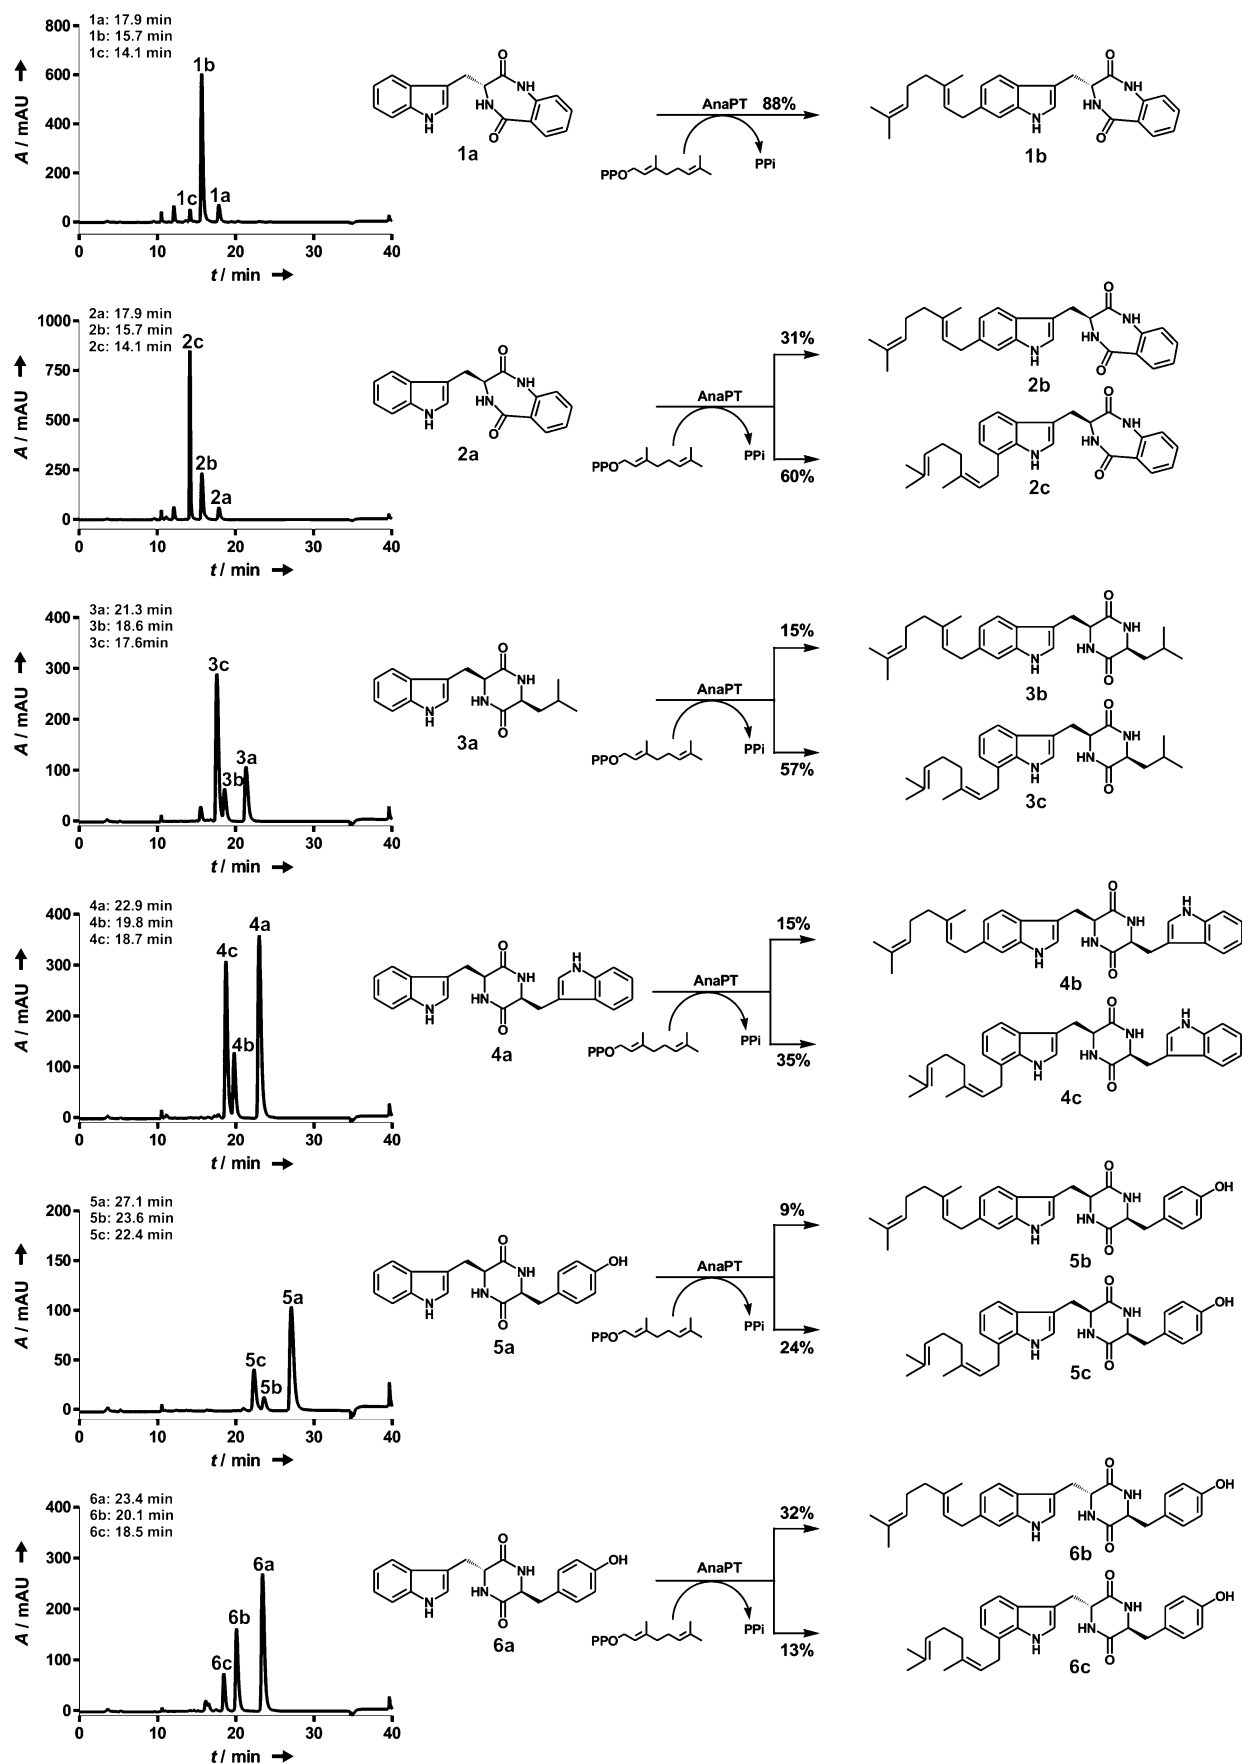 1a: 17.9 min
1b: 15.7 min
1c: 14.1 min
A / mAU
800
600
400
200
0
1b
1c
1a
0 10 20 30 40
t / min
O
NH
HN
O
N
H
1a
AnaPT 88%
PPO
PPi
O
NH
HN
O
N
H
1b
2a: 17.9 min
2b: 15.7 min
2c: 14.1 min
A / mAU
1000
750
500
250
0
2c
2b
2a
0 10 20 30 40
t / min
O
NH
HN
O
N
H
2a
AnaPT
PPO
PPi
31%
60%
O
NH
HN
O
N
H
2b
O
NH
HN
O
N
H
2c
3a: 21.3 min
3b: 18.6 min
3c: 17.6min
A / mAU
400
300
200
100
0
3c
3b
3a
0 10 20 30 40
t / min
O
NH
HN
O
N
H
3a
AnaPT
PPO
PPi
15%
57%
O
NH
HN
O
N
H
3b
O
NH
HN
O
N
H
3c
4a: 22.9 min
4b: 19.8 min
4c: 18.7 min
A / mAU
400
300
200
100
0
4c
4b
4a
0 10 20 30 40
t / min
O
H
N
NH
HN
O
N
H
4a
AnaPT
PPO
PPi
15%
35%
O
H
N
NH
HN
O
N
H
4b
O
H
N
NH
HN
O
N
H
4c
5a: 27.1 min
5b: 23.6 min
5c: 22.4 min
A / mAU
200
150
100
50
0
5c
5b
5a
0 10 20 30 40
t / min
O
OH
NH
HN
O
N
H
5a
AnaPT
PPO
PPi
9%
24%
O
OH
NH
HN
O
N
H
5b
O
OH
NH
HN
O
N
H
5c
6a: 23.4 min
6b: 20.1 min
6c: 18.5 min
A / mAU
400
300
200
100
0
6c
6b
6a
0 10 20 30 40
t / min
O
OH
NH
HN
O
N
H
6a
AnaPT
PPO
PPi
32%
13%
O
OH
NH
HN
O
N
H
6b
O
OH
NH
HN
O
N
H
6c